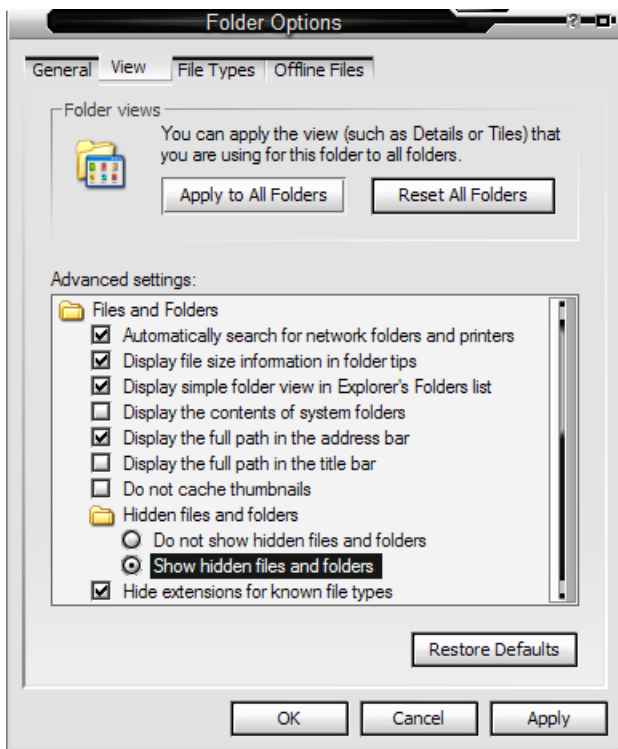 Folder Options
General View File Types Offline Files
Folder views
You can apply the view (such as Details or Tiles) that
you are using for this folder to all folders.
Apply to All Folders Reset All Folders
Advanced settings:
Files and Folders
Automatically search for network folders and printers
Display file size information in folder tips
Display simple folder view in Explorer's Folders list
Display the contents of system folders
Display the full path in the address bar
Display the full path in the title bar
Do not cache thumbnails
Hidden files and folders
Do not show hidden files and folders
Show hidden files and folders
Hide extensions for known file types
Restore Defaults
OK Cancel Apply